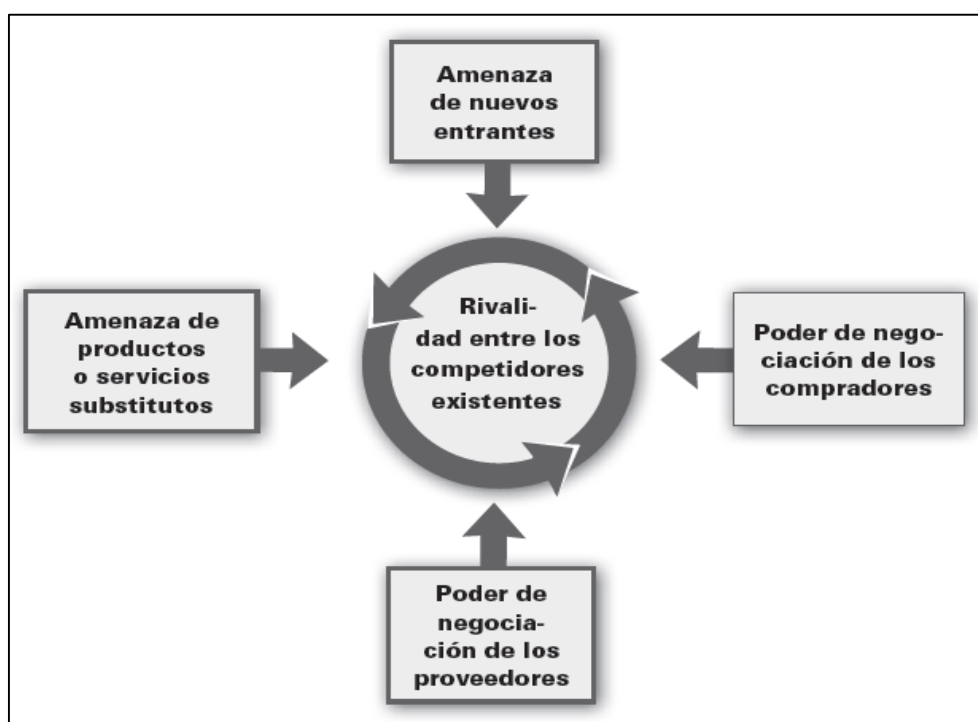 Amenaza
de nuevos
entrantes
Amenaza de
productos
o servicios
substitutos
Rivali-
dad entre los
competidores
existentes
Poder de nego-
ciación de los
compradores
Poder de
negocia-
ción de los
proveedores